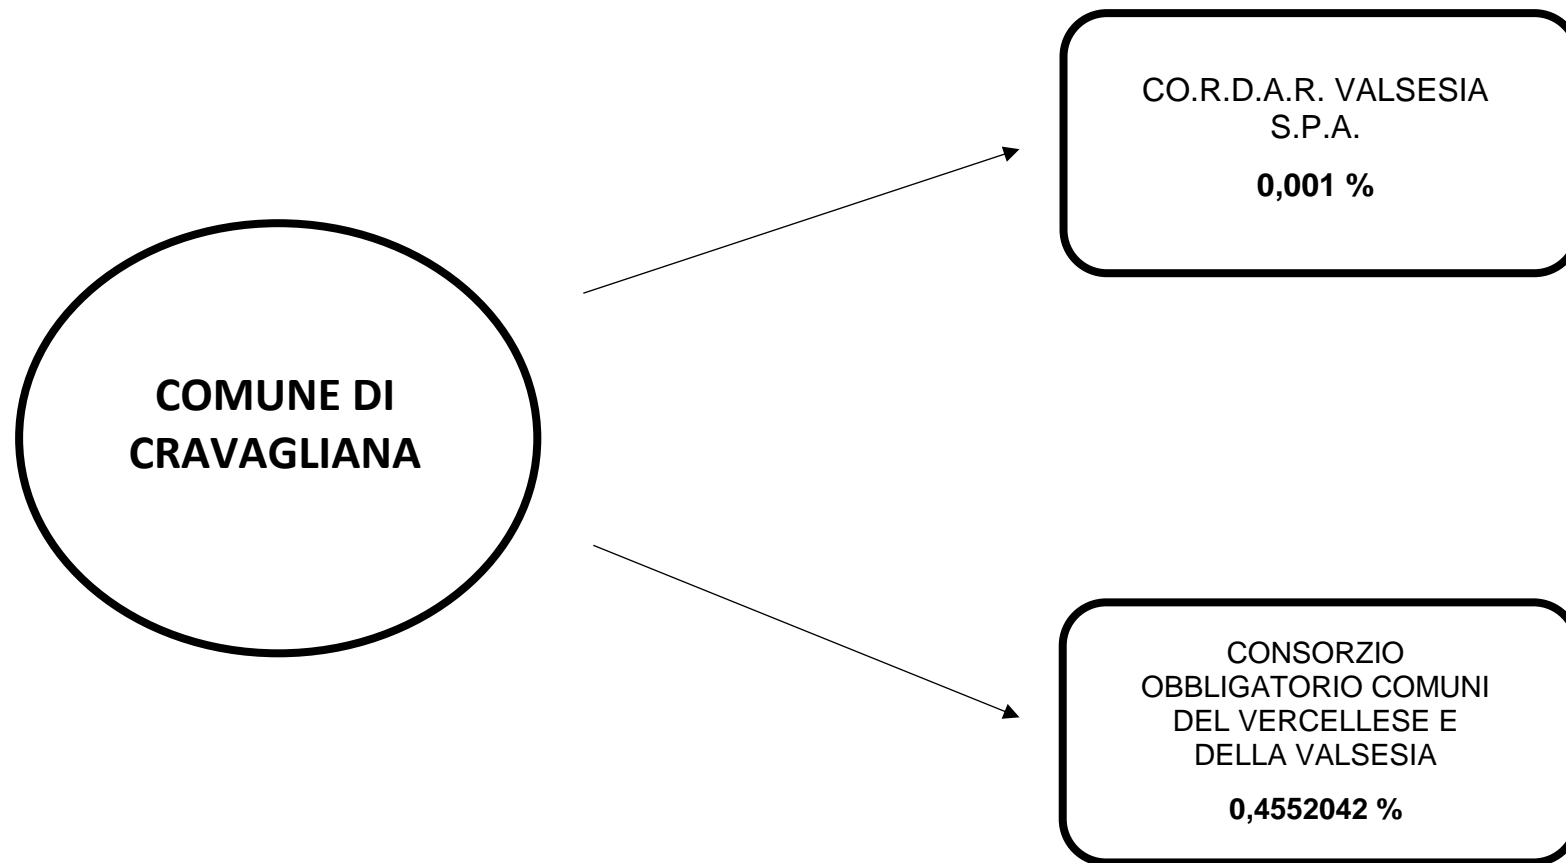 CO.R.D.A.R. VALSESIA
S.P.A.
0,001 %
COMUNE DI
CRAVAGLIANA
CONSORZIO
OBBLIGATORIO COMUNI
DEL VERCELLESE E
DELLA VALSESIA
0,4552042 %